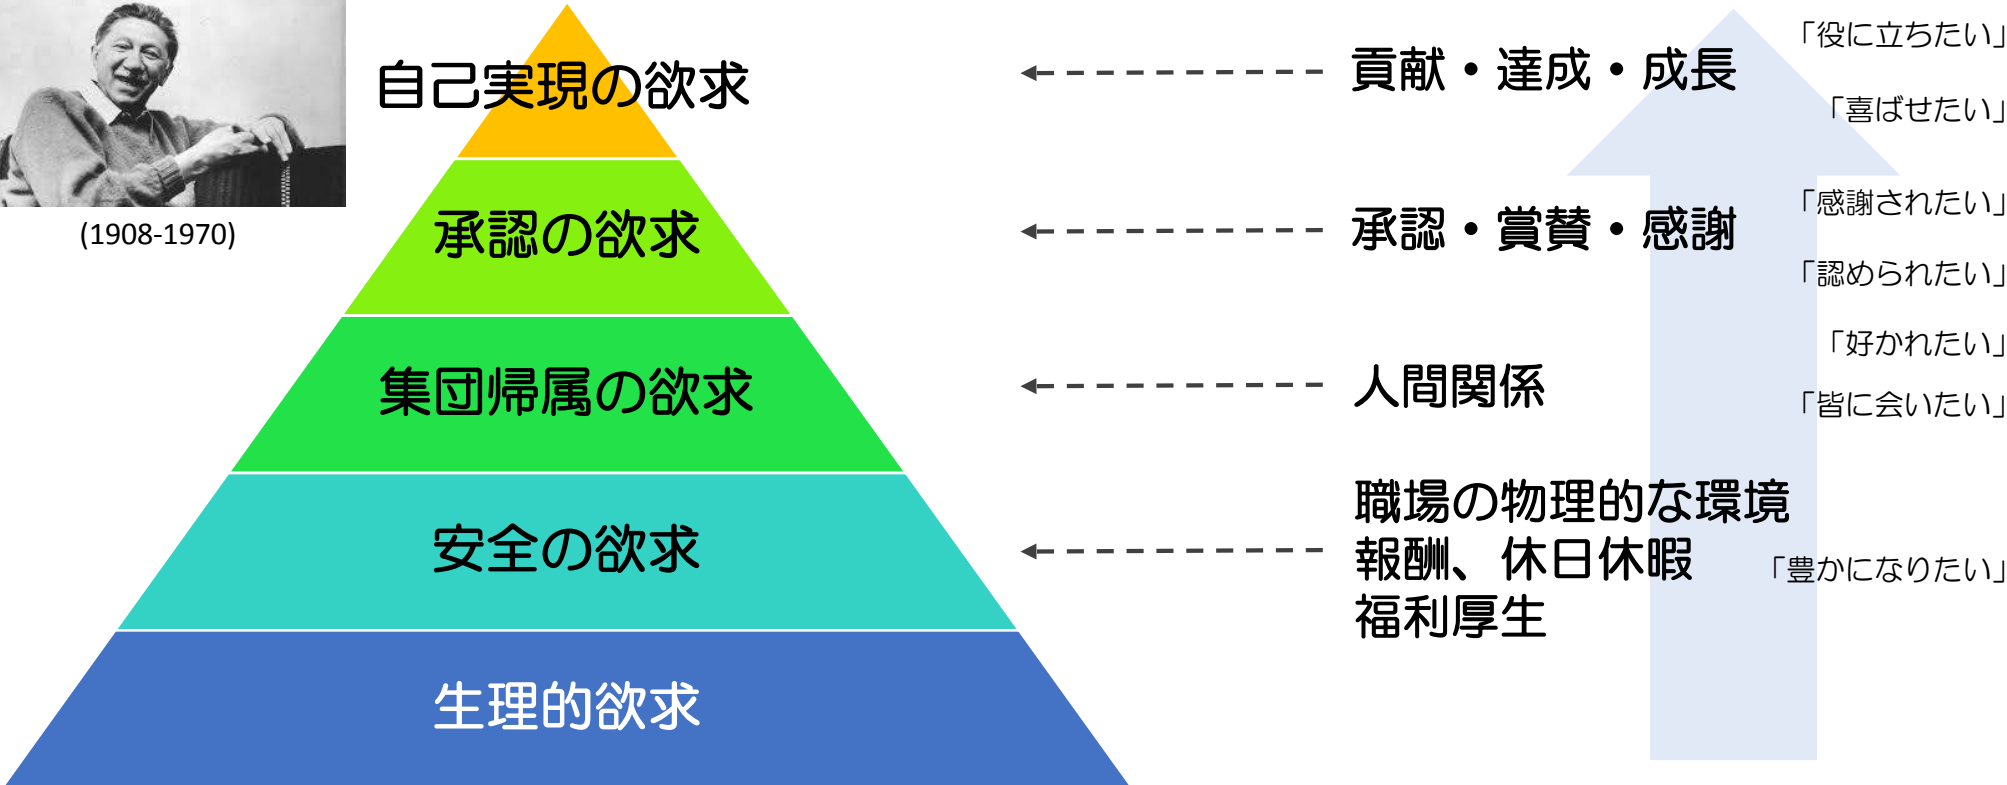 自己実現の欲求
承認の欲求
集団帰属の欲求
安全の欲求
生理的欲求
(1908-1970)
貢献・達成・成長
承認・賞賛・感謝
人間関係
職場の物理的な環境
報酬、休日休暇
福利厚生
「役に立ちたい」
「喜ばせたい」
「感謝されたい」
「認められたい」
「好かれたい」
「皆に会いたい」
「豊かになりたい」